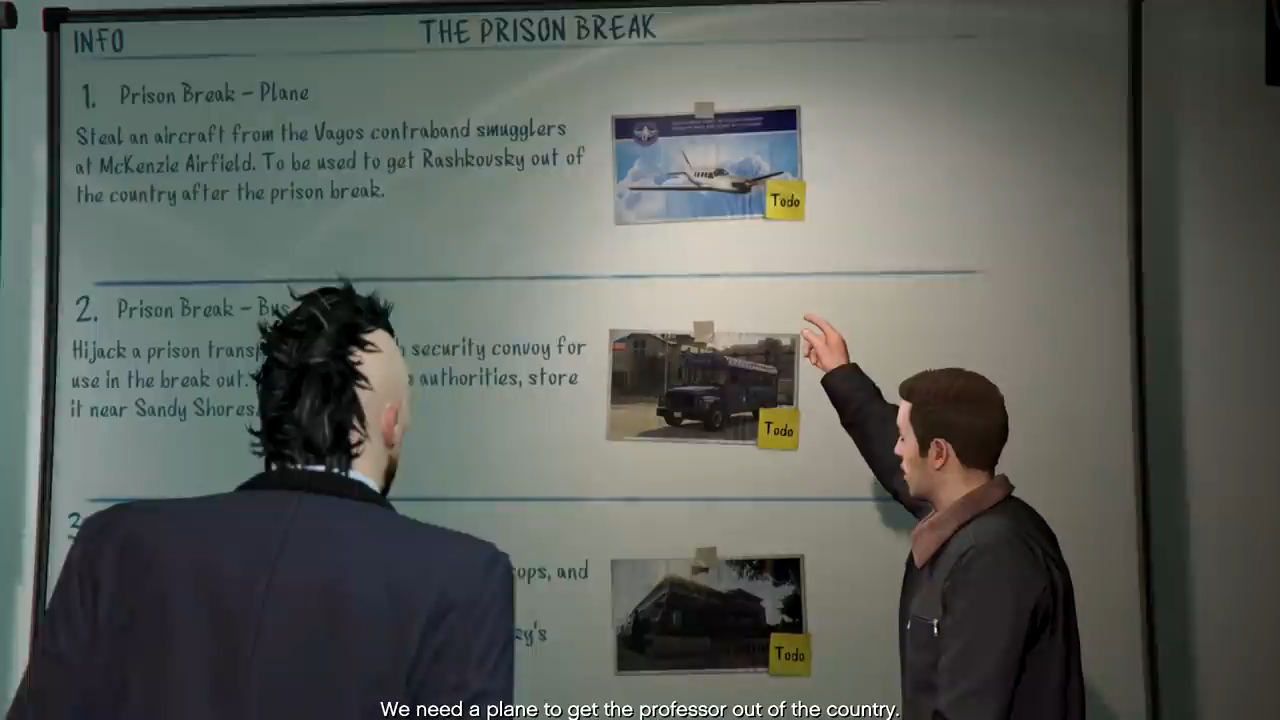 INFO
THE PRISON BREAK
1. Prison Break - Plane
Steal an aircraft from the Vagos contraband smugglers
at McKenzie Airfield. To be used to get Rashkovsky out of
the country after the prison break.
Todo
2. Prison Break - Bus
Hijack a prison security convoy for
use in the break out. authorities, store
it near Sandy Shores.
Todo
3.
and
Todo
We need a plane to get the professor out of the country.